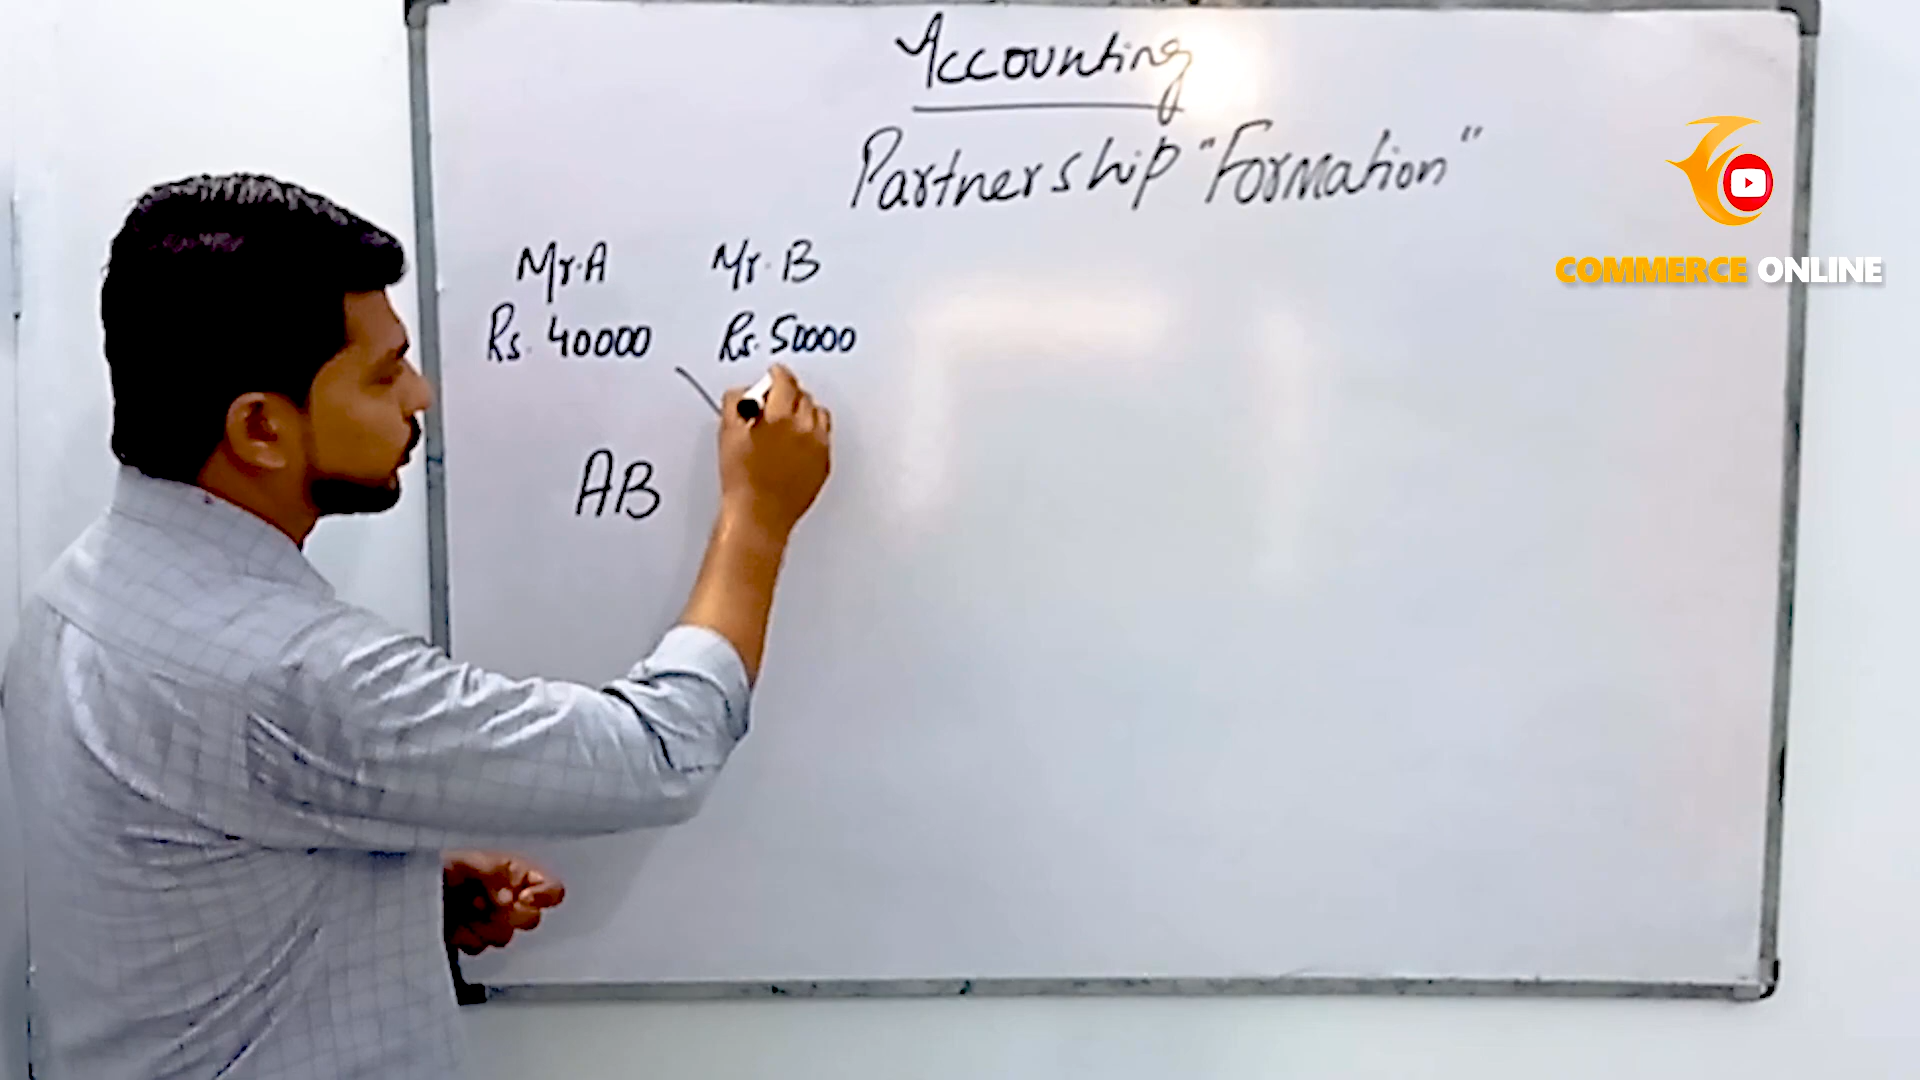 Accounting
Partnership "Formation"
COMMERCE ONLINE
Mr. A Mr. B
Rs. 40000 Rs. 50000
AB